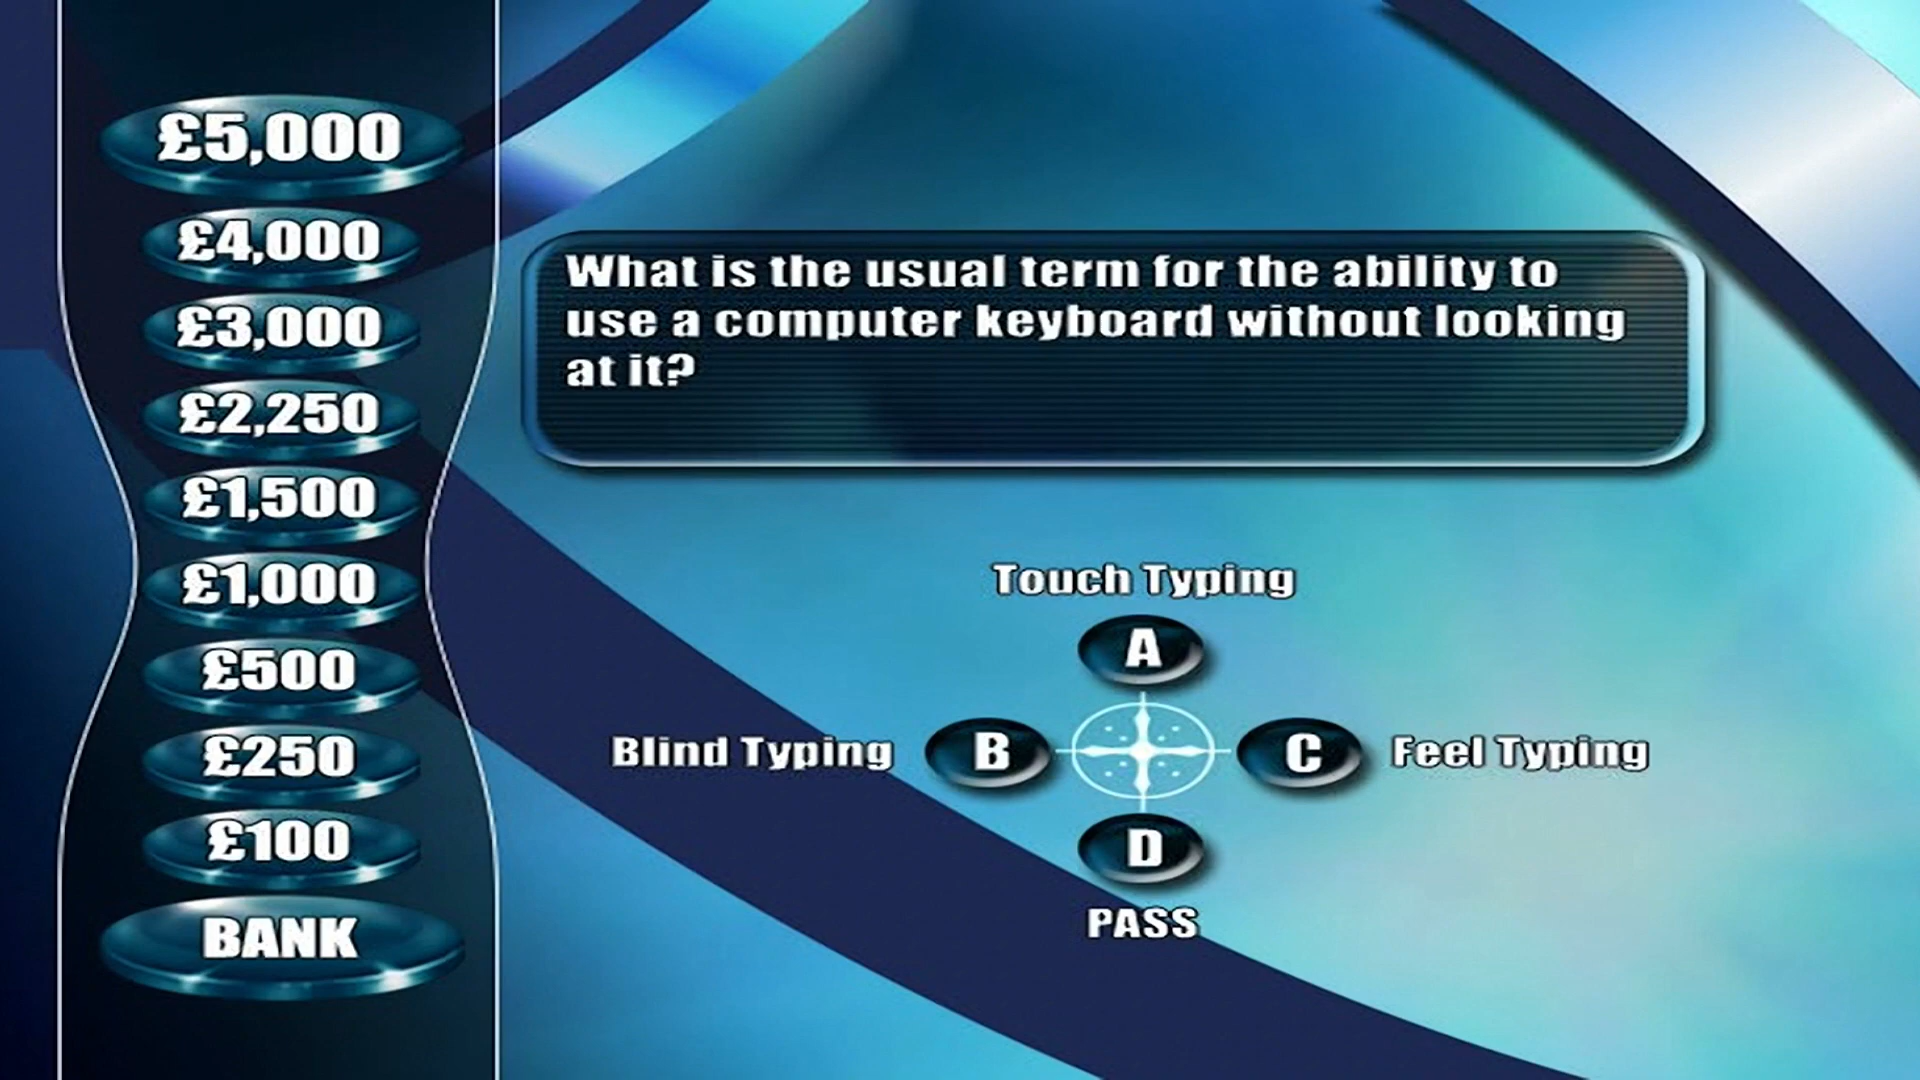 £5,000
£4,000
£3,000
£2,250
£1,500
£1,000
£500
£250
£100
BANK
What is the usual term for the ability to
use a computer keyboard without looking
at it?
Touch Typing
A
Blind Typing
B
C
Feel Typing
D
PASS